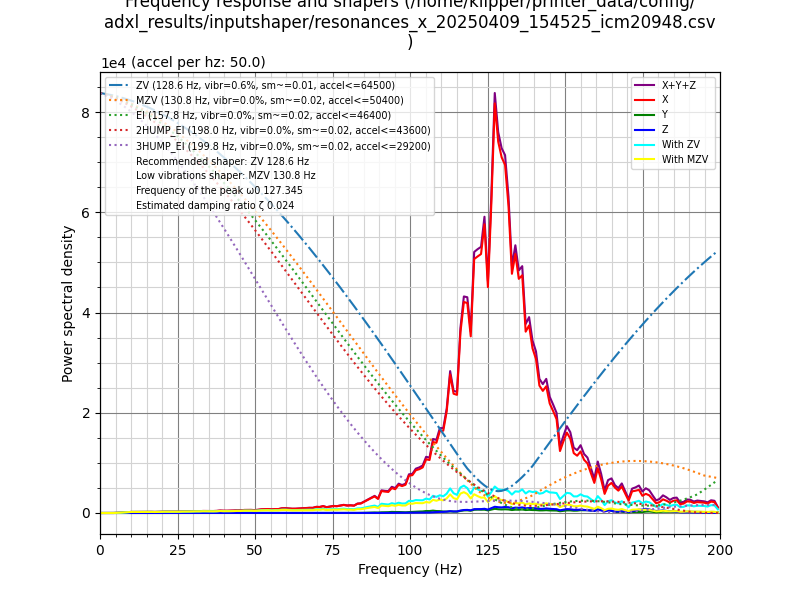 Frequency response and shapers (/home/klipper/printer_data/config/
adxl_results/inputshaper/resonances_x_20250409_154525_icm20948.csv
)
1e4 (accel per hz: 50.0)
ZV (128.6 Hz, vibr=0.6%, sm~=0.01, accel<=64500)
MZV (130.8 Hz, vibr=0.0%, sm~=0.02, accel<=50400)
EI (157.8 Hz, vibr=0.0%, sm~=0.02, accel<=46400)
2HUMP_EI (198.0 Hz, vibr=0.0%, sm~=0.02, accel<=43600)
3HUMP_EI (199.8 Hz, vibr=0.0%, sm~=0.02, accel<=29200)
Recommended shaper: ZV 128.6 Hz
Low vibrations shaper: MZV 130.8 Hz
Frequency of the peak ω0 127.345
Estimated damping ratio ζ 0.024
X+Y+Z
X
Y
Z
With ZV
With MZV
8
6
4
2
0
Power spectral density
0 25 50 75 100 125 150 175 200
Frequency (Hz)